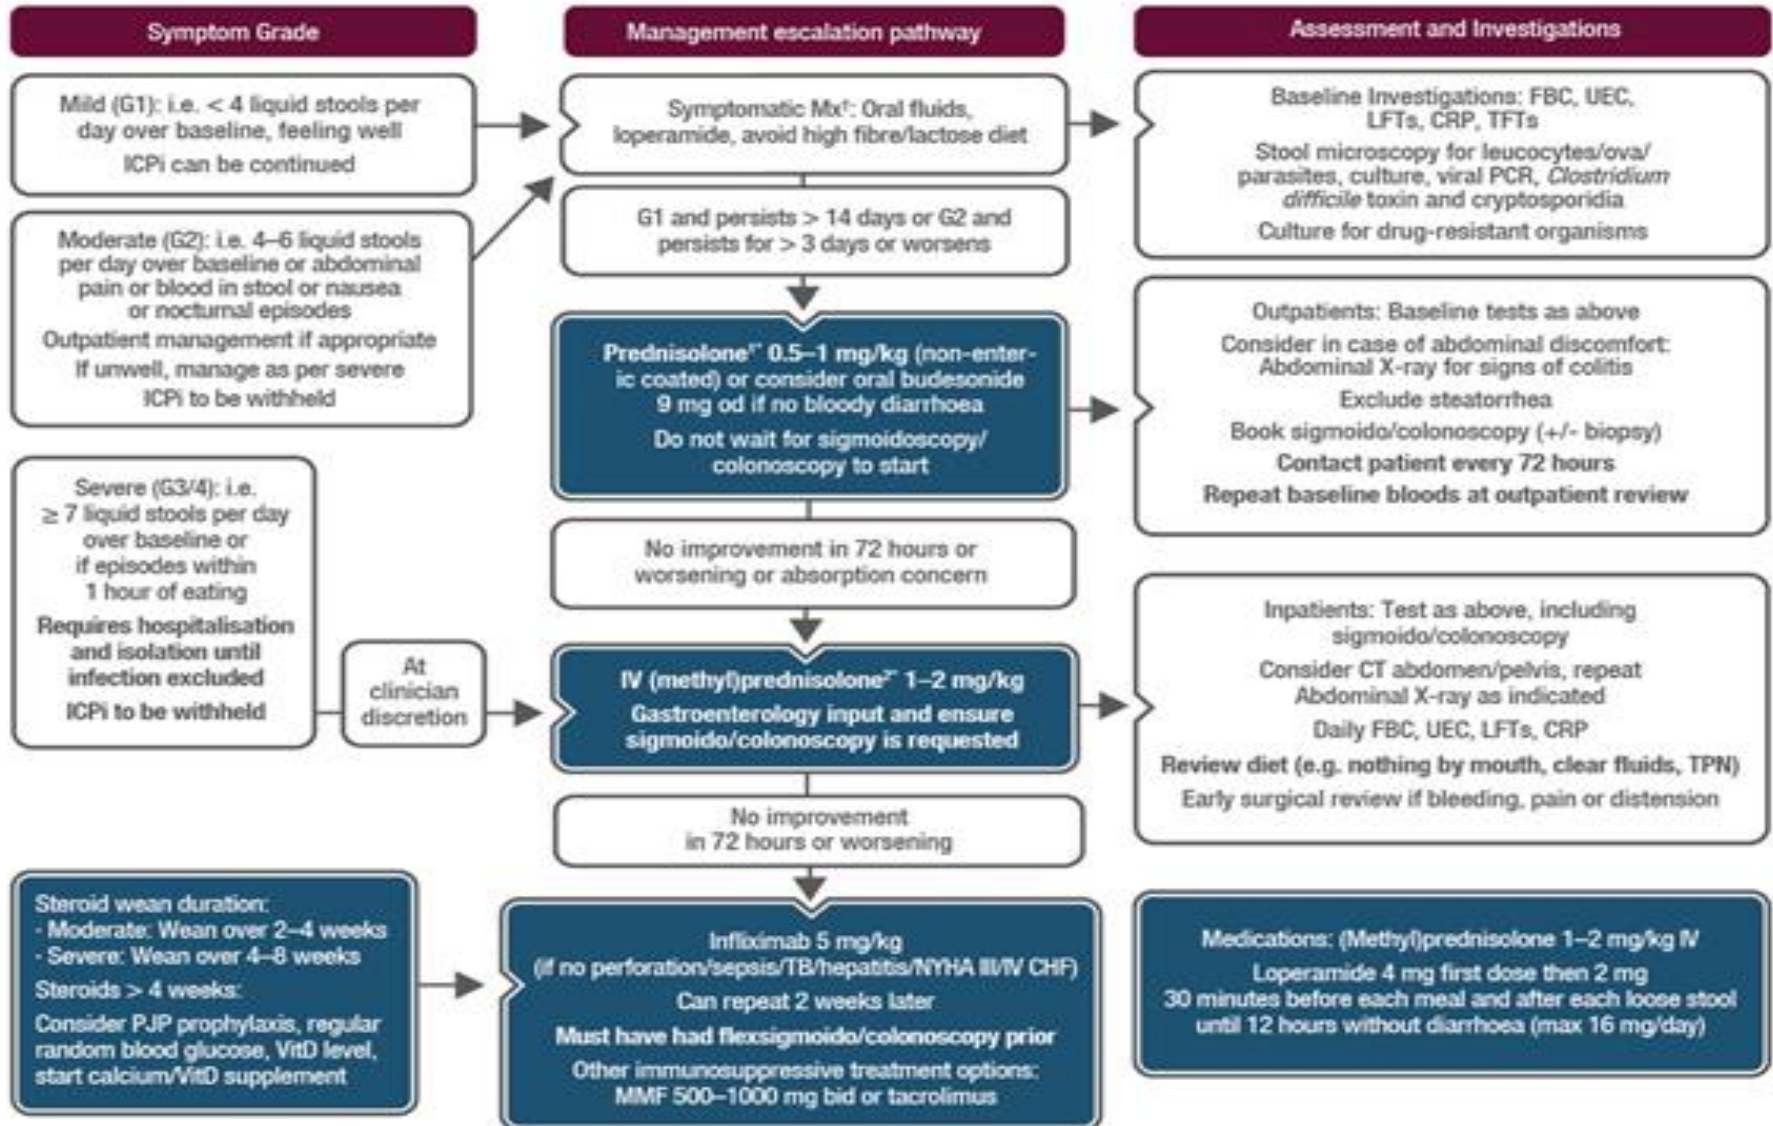 Symptom Grade
Mild (G1): i.e. < 4 liquid stools per
day over baseline, feeling well
ICPi can be continued
Moderate (G2): i.e. 4–6 liquid stools
per day over baseline or abdominal
pain or blood in stool or nausea
or nocturnal episodes
Outpatient management if appropriate
If unwell, manage as per severe
ICPi to be withheld
Severe (G3/4): i.e.
≥ 7 liquid stools per day
over baseline or
if episodes within
1 hour of eating
Requires hospitalisation
and isolation until
infection excluded
ICPi to be withheld
At
clinician
discretion
Steroid wean duration:
- Moderate: Wean over 2–4 weeks
- Severe: Wean over 4–8 weeks
Steroids > 4 weeks:
Consider PJP prophylaxis, regular
random blood glucose, VitD level,
start calcium/VitD supplement
Management escalation pathway
Symptomatic Mx†: Oral fluids,
loperamide, avoid high fibre/lactose diet
G1 and persists > 14 days or G2 and
persists for > 3 days or worsens
Prednisolone 0.5–1 mg/kg (non-enter-
ic coated) or consider oral budesonide
9 mg od if no bloody diarrhoea
Do not wait for sigmoidoscopy/
colonoscopy to start
No improvement in 72 hours or
worsening or absorption concern
IV (methyl)prednisolone 1–2 mg/kg
Gastroenterology input and ensure
sigmoido/colonoscopy is requested
No improvement
in 72 hours or worsening
Infliximab 5 mg/kg
(if no perforation/sepsis/TB/hepatitis/NYHA III/IV CHF)
Can repeat 2 weeks later
Must have had flexsigmoido/colonoscopy prior
Other immunosuppressive treatment options:
MMF 500–1000 mg bid or tacrolimus
Assessment and Investigations
Baseline Investigations: FBC, UEC,
LFTs, CRP, TFTs
Stool microscopy for leucocytes/ova/
parasites, culture, viral PCR, Clostridium
difficile toxin and cryptosporidia
Culture for drug-resistant organisms
Outpatients: Baseline tests as above
Consider in case of abdominal discomfort:
Abdominal X-ray for signs of colitis
Exclude steatorrhea
Book sigmoido/colonoscopy (+/- biopsy)
Contact patient every 72 hours
Repeat baseline bloods at outpatient review
Inpatients: Test as above, including
sigmoido/colonoscopy
Consider CT abdomen/pelvis, repeat
Abdominal X-ray as indicated
Daily FBC, UEC, LFTs, CRP
Review diet (e.g. nothing by mouth, clear fluids, TPN)
Early surgical review if bleeding, pain or distension
Medications: (Methyl)prednisolone 1–2 mg/kg IV
Loperamide 4 mg first dose then 2 mg
30 minutes before each meal and after each loose stool
until 12 hours without diarrhoea (max 16 mg/day)